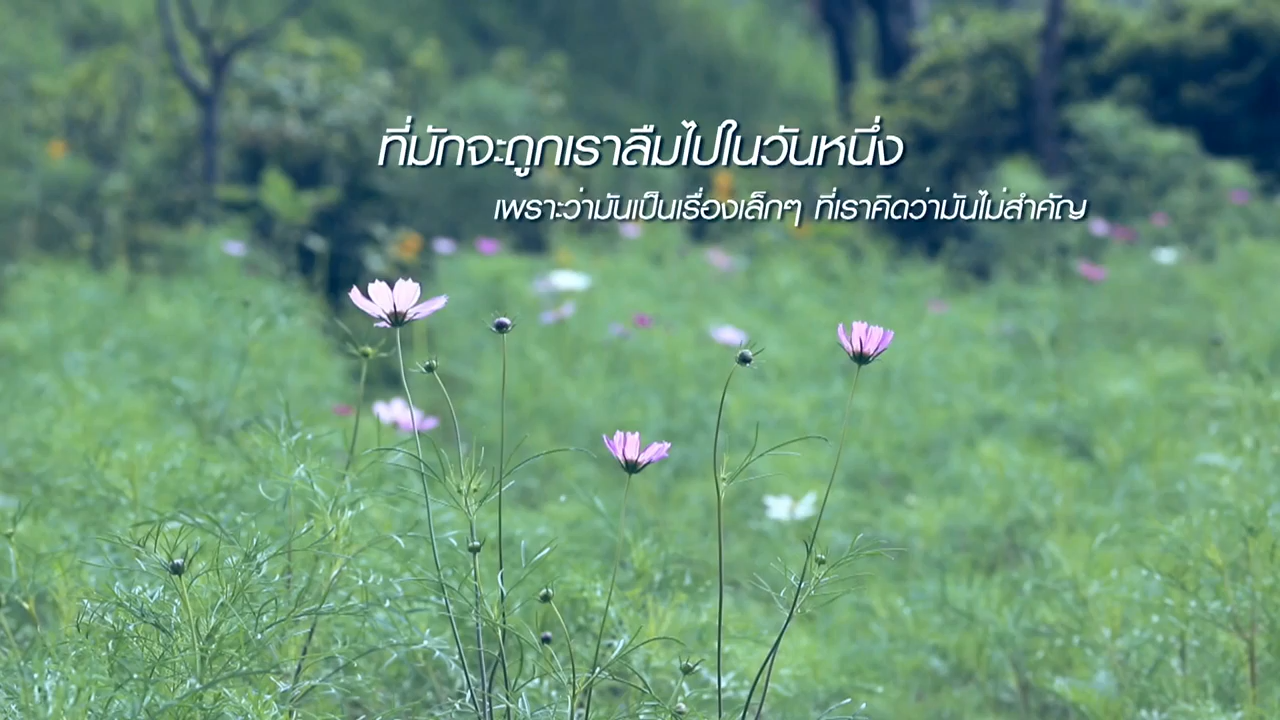 ที่มักจะถูกเราลืมไปในวันหนึ่ง
เพราะว่ามันเป็นเรื่องเล็กๆ ที่เราคิดว่ามันไม่สำคัญ